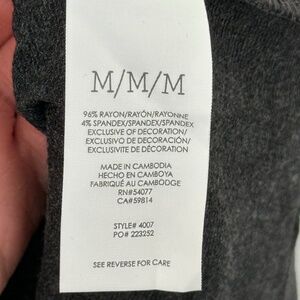 M/M/M
96% RAYON/RAYÓN/RAYONNE
4% SPANDEX/SPANDEX/SPANDEX
EXCLUSIVE OF DECORATION/
EXCLUSIVO DE DECORACIÓN/
EXCLUSIVITE DE DÉCORATION
MADE IN CAMBODIA
HECHO EN CAMBOYA
FABRIQUÉ AU CAMBODGE
RN#54077
CA#59814
STYLE# 4007
PO# 223252
SEE REVERSE FOR CARE